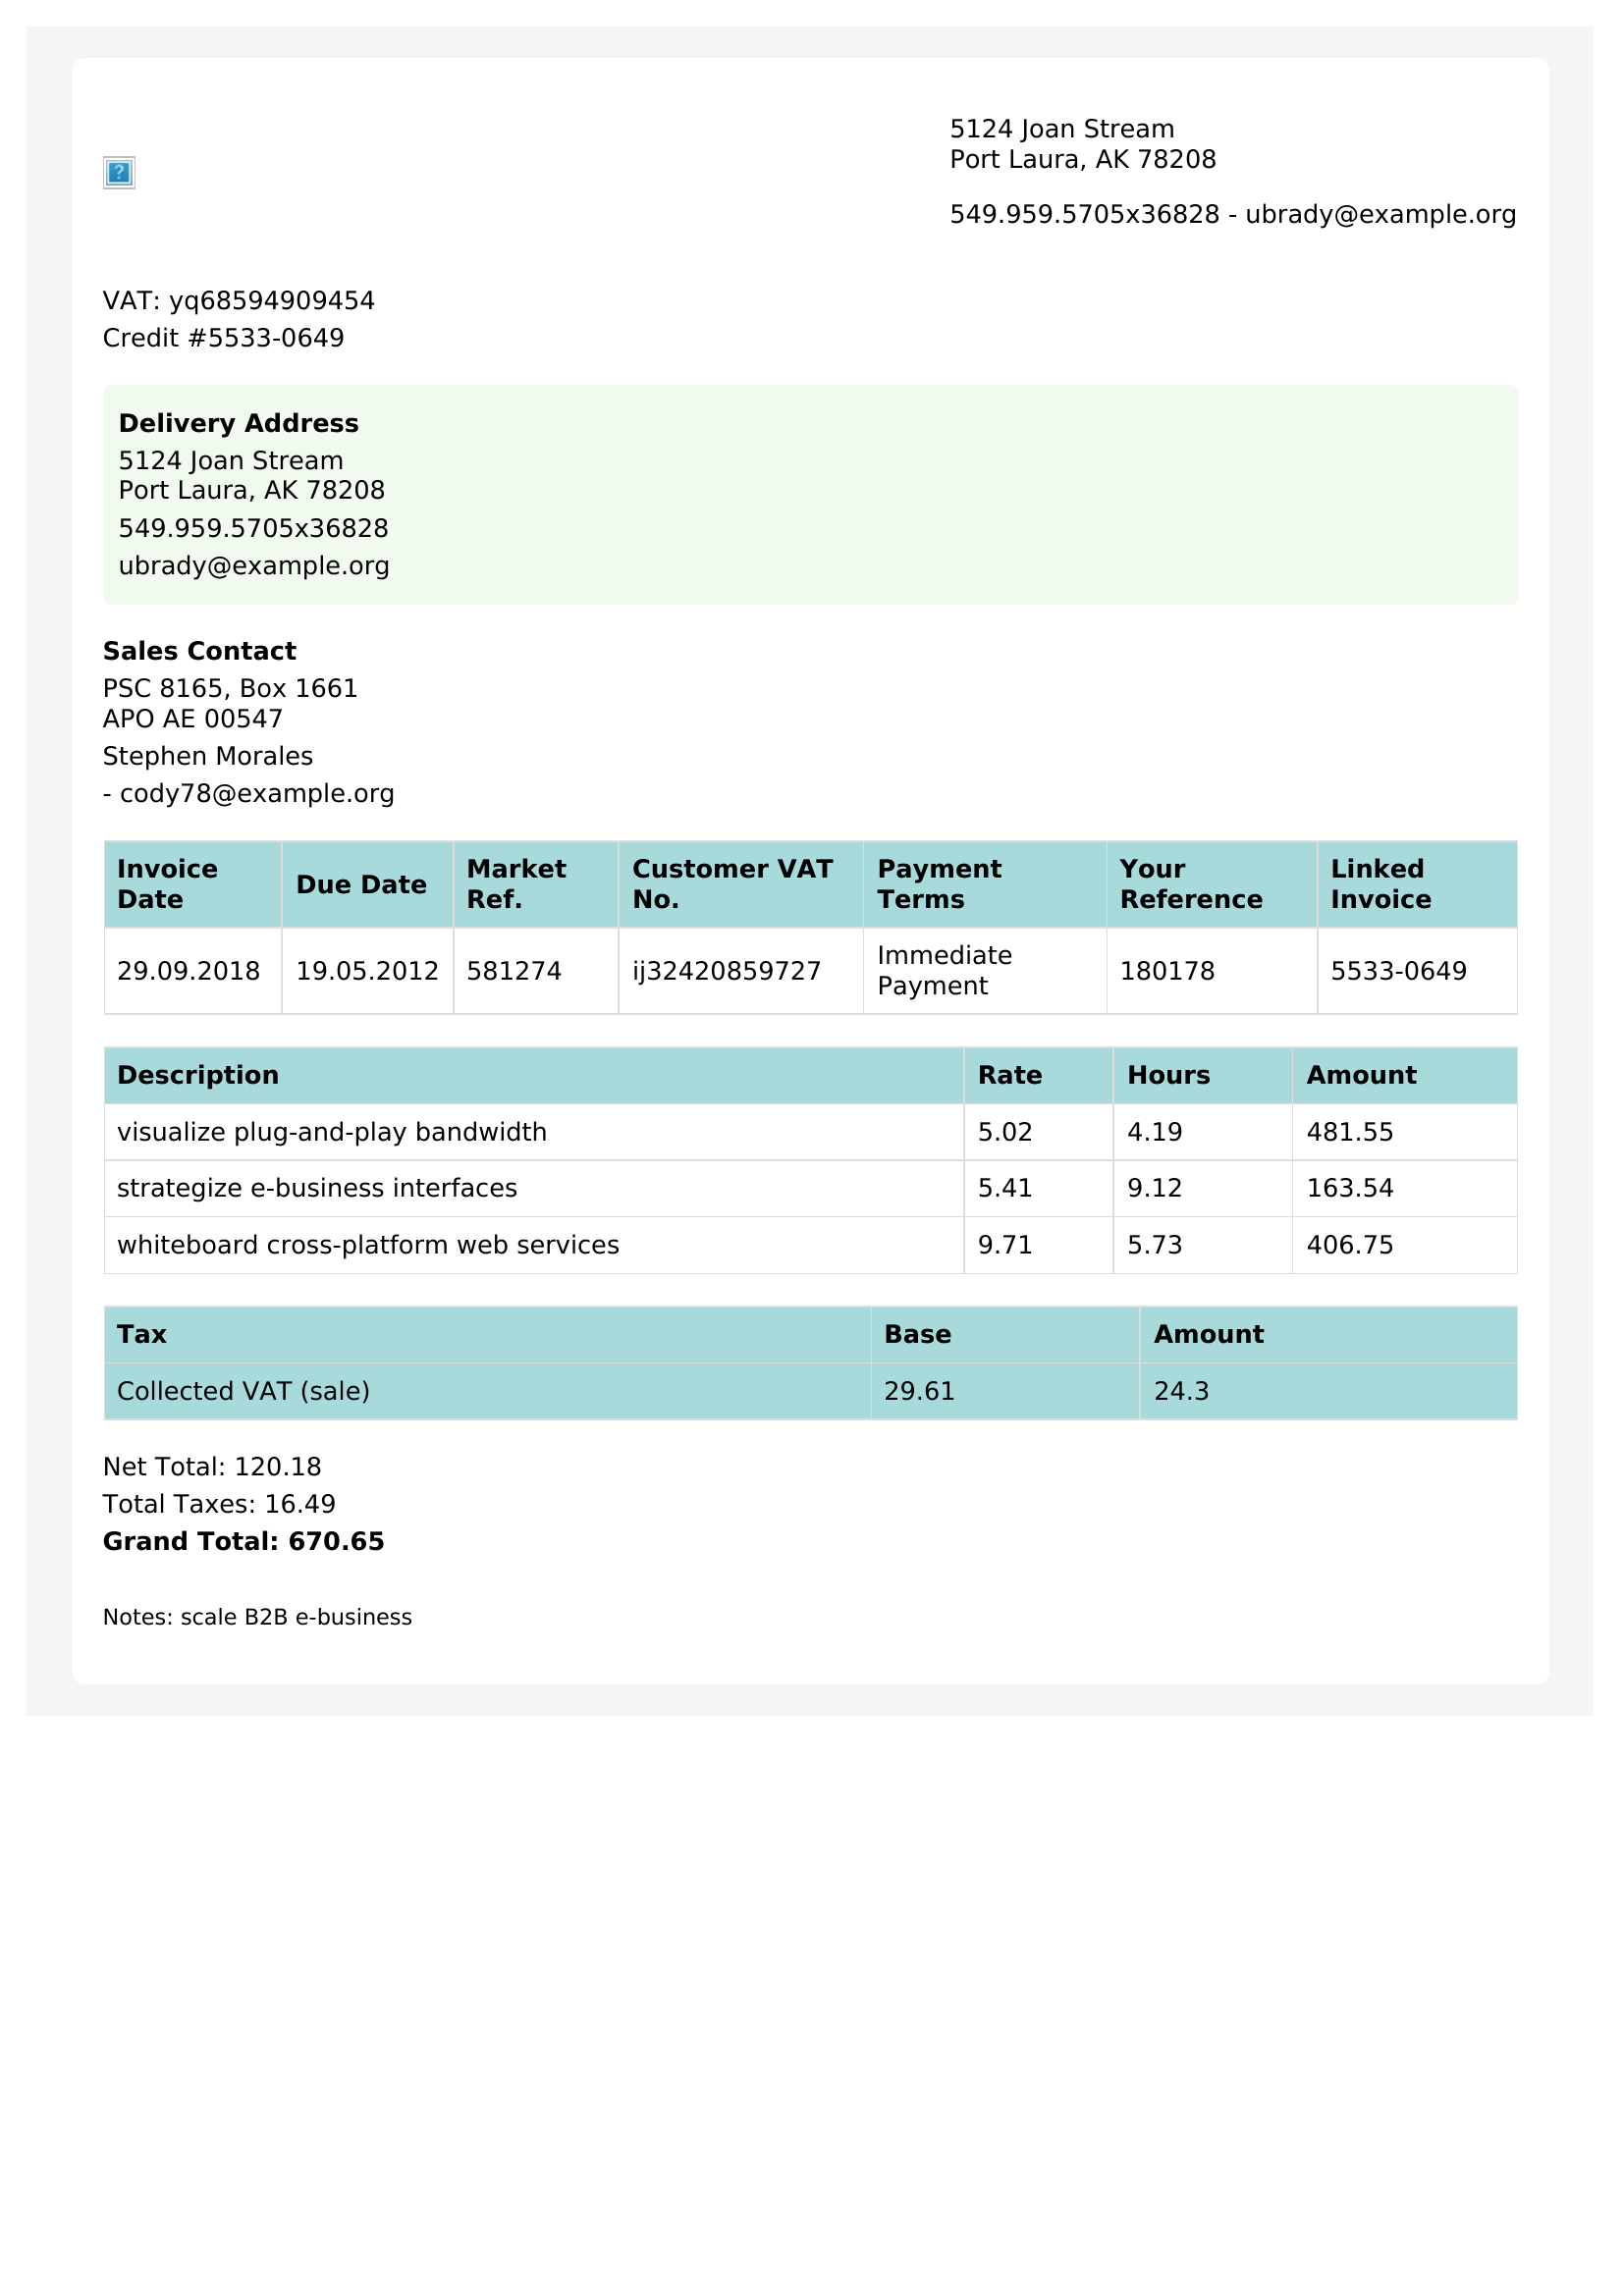 5124 Joan Stream
Port Laura, AK 78208
549.959.5705x36828 - ubrady@example.org
VAT: yq68594909454
Credit #5533-0649
Delivery Address
5124 Joan Stream
Port Laura, AK 78208
549.959.5705x36828
ubrady@example.org
Sales Contact
PSC 8165, Box 1661
APO AE 00547
Stephen Morales
- cody78@example.org
Invoice Date Due Date Market Ref. Customer VAT No. Payment Terms Your Reference Linked Invoice
29.09.2018 19.05.2012 581274 ij32420859727 Immediate Payment 180178 5533-0649
Description Rate Hours Amount
visualize plug-and-play bandwidth 5.02 4.19 481.55
strategize e-business interfaces 5.41 9.12 163.54
whiteboard cross-platform web services 9.71 5.73 406.75
Tax Base Amount
Collected VAT (sale) 29.61 24.3
Net Total: 120.18
Total Taxes: 16.49
Grand Total: 670.65
Notes: scale B2B e-business